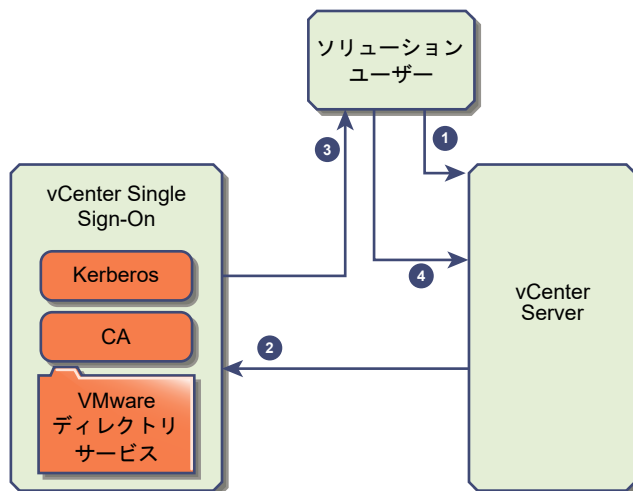 ソリューション
ユーザー
1
3
vCenter Single
Sign-On
Kerberos
4
vCenter
Server
CA
2
VMware
ディレクトリ
サービス